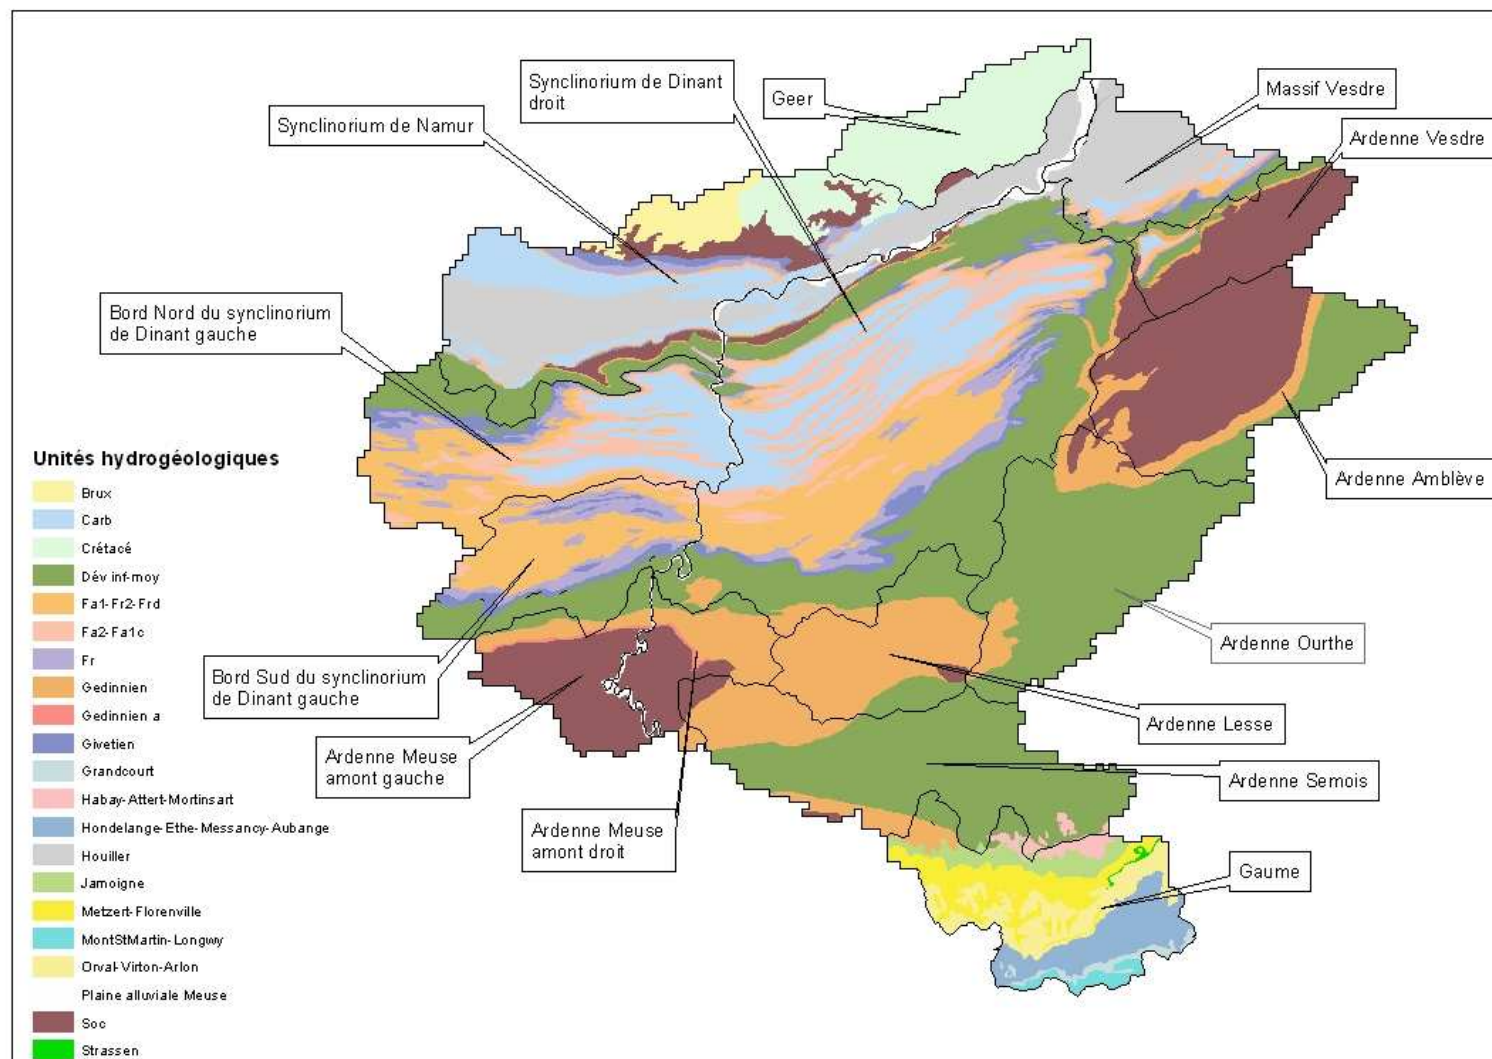 Synclinorium de Dinant
droit
Geer
Massif Vesdre
Synclinorium de Namur
Ardenne Vesdre
Bord Nord du synclinorium
de Dinant gauche
Unités hydrogéologiques
Brux
Carb
Crétacé
Dév inf-moy
Fa1-Fr2-Frd
Fa2-Fa1c
Fr
Gedinnien
Gedinnien a
Givetien
Grandcourt
Habay-Attert-Mortinsart
Hondelange-Ethe-Messancy-Aubange
Houiller
Jamoigne
Metzert-Florenville
MontStMartin-Longwy
Orval-Virton-Arlon
Plaine alluviale Meuse
Soc
Strassen
Ardenne Amblève
Ardenne Ourthe
Bord Sud du synclinorium
de Dinant gauche
Ardenne Lesse
Ardenne Meuse
amont gauche
Ardenne Semois
Ardenne Meuse
amont droit
Gaume